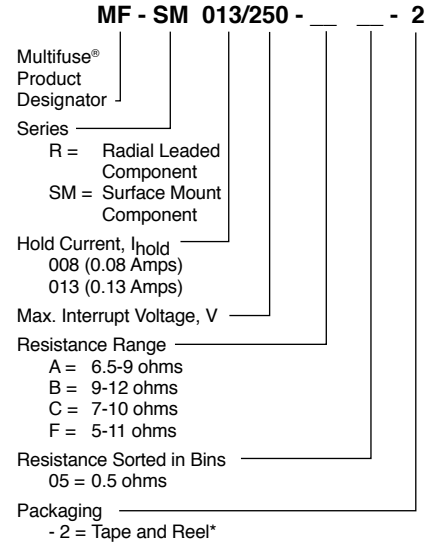 MF - SM 013/250 - __ __ - 2
Multifuse®
Product
Designator
Series
R = Radial Leaded
Component
SM = Surface Mount
Component
Hold Current, Ihold
008 (0.08 Amps)
013 (0.13 Amps)
Max. Interrupt Voltage, V
Resistance Range
A = 6.5-9 ohms
B = 9-12 ohms
C = 7-10 ohms
F = 5-11 ohms
Resistance Sorted in Bins
05 = 0.5 ohms
Packaging
- 2 = Tape and Reel*